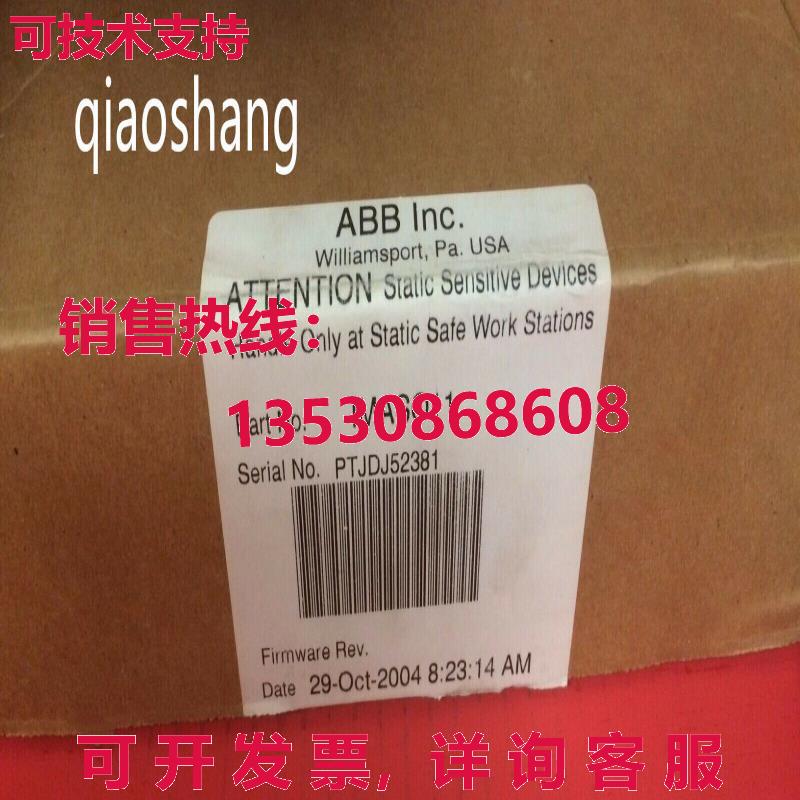 可技术支持
qiaoshang
ABB Inc.
Williamsport, Pa. USA
ATTENTION Static Sensitive Devices
销售热线:
Only at Static Safe Work Stations
13530868608
Part No.
Serial No. PTJDJ52381
Firmware Rev.
Date 29-Oct-2004 8:23:14 AM
可开发票, 详询客服